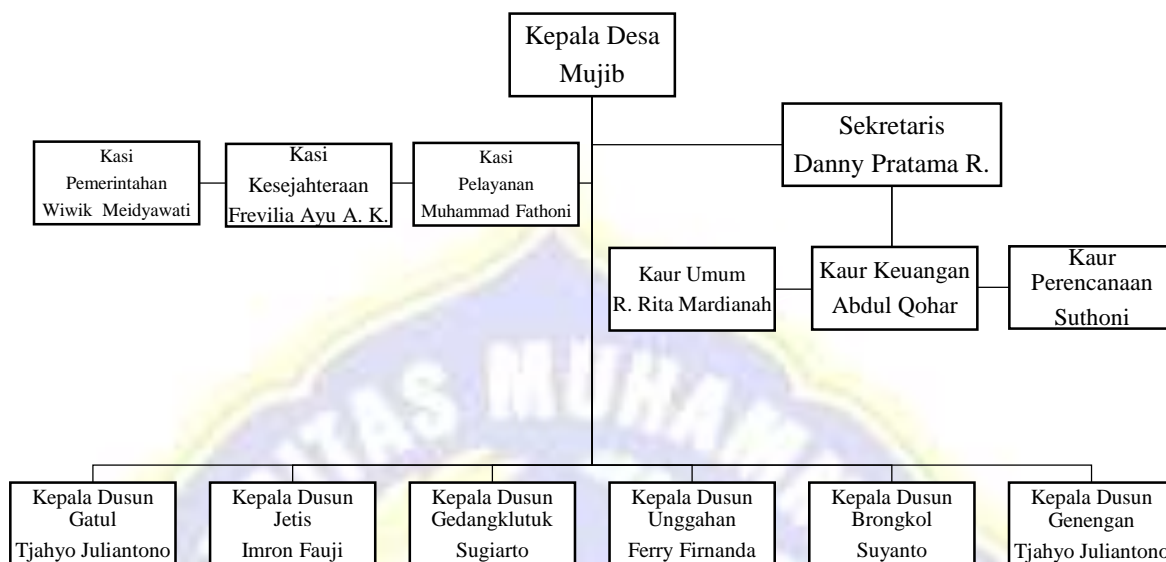 Kepala Desa
Mujib
Sekretaris
Danny Pratama R.
Kasi
Pemerintahan
Wiwik Meidyawati
Kasi
Kesejahteraan
Frevilia Ayu A. K.
Kasi
Pelayanan
Muhammad Fathoni
Kaur Umum
R. Rita Mardianah
Kaur Keuangan
Abdul Qohar
Kaur
Perencanaan
Suthoni
ITAS MUHAM
Kepala Dusun
Gatul
Tjahyo Juliantono
Kepala Dusun
Jetis
Imron Fauji
Kepala Dusun
Gedangklutuk
Sugiarto
Kepala Dusun
Unggahan
Ferry Firnanda
Kepala Dusun
Brongkol
Suyanto
Kepala Dusun
Genengan
Tjahyo Juliantono